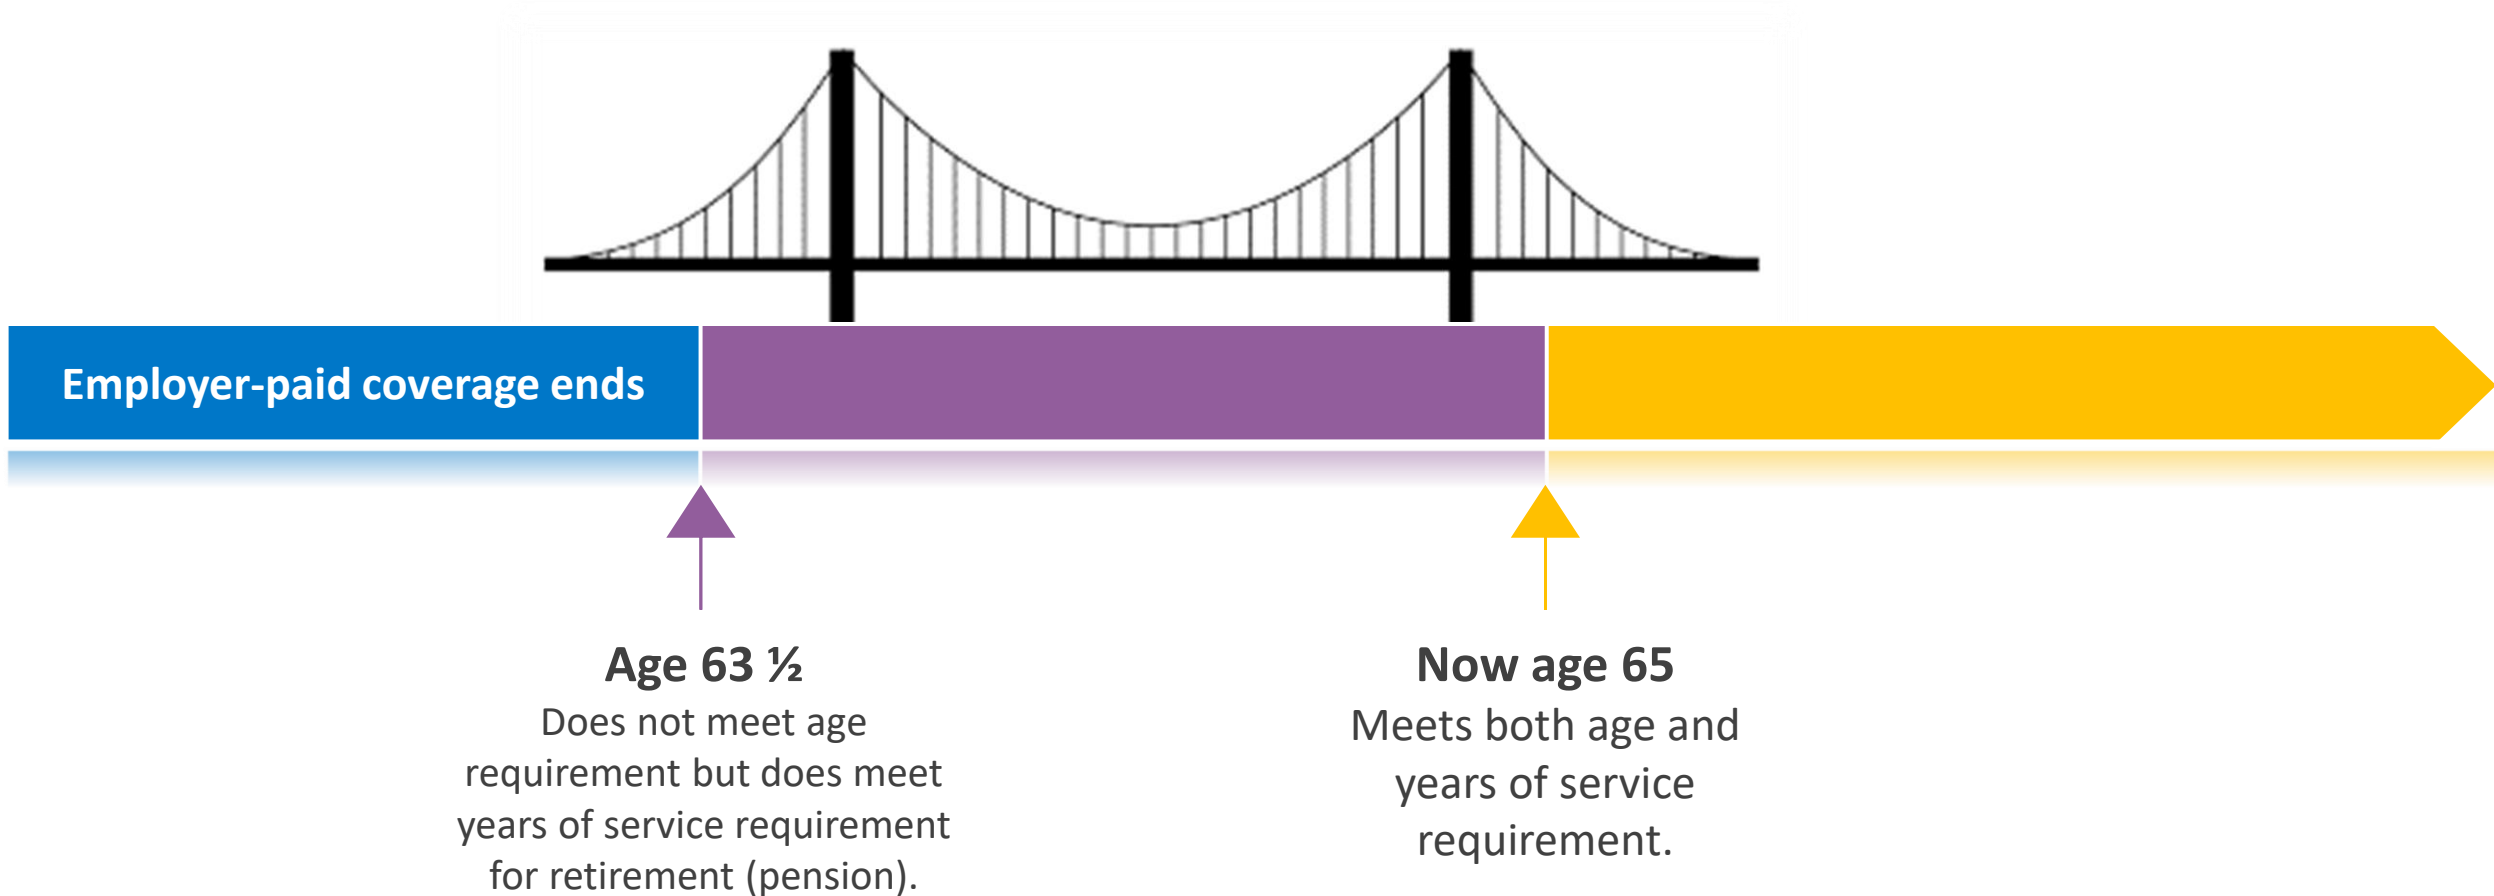 Employer-paid coverage ends
Age 63 ½
Does not meet age
requirement but does meet
years of service requirement
for retirement (pension).
Now age 65
Meets both age and
years of service
requirement.